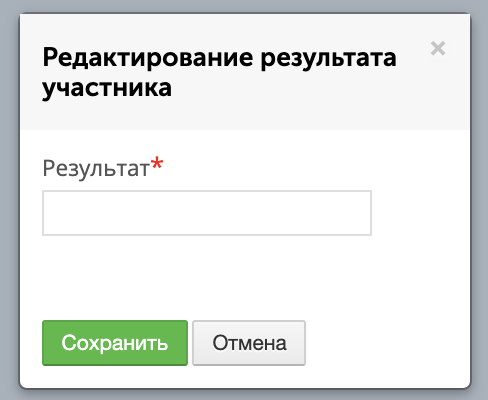 Редактирование результата
участника
×
Результат*
Сохранить
Отмена